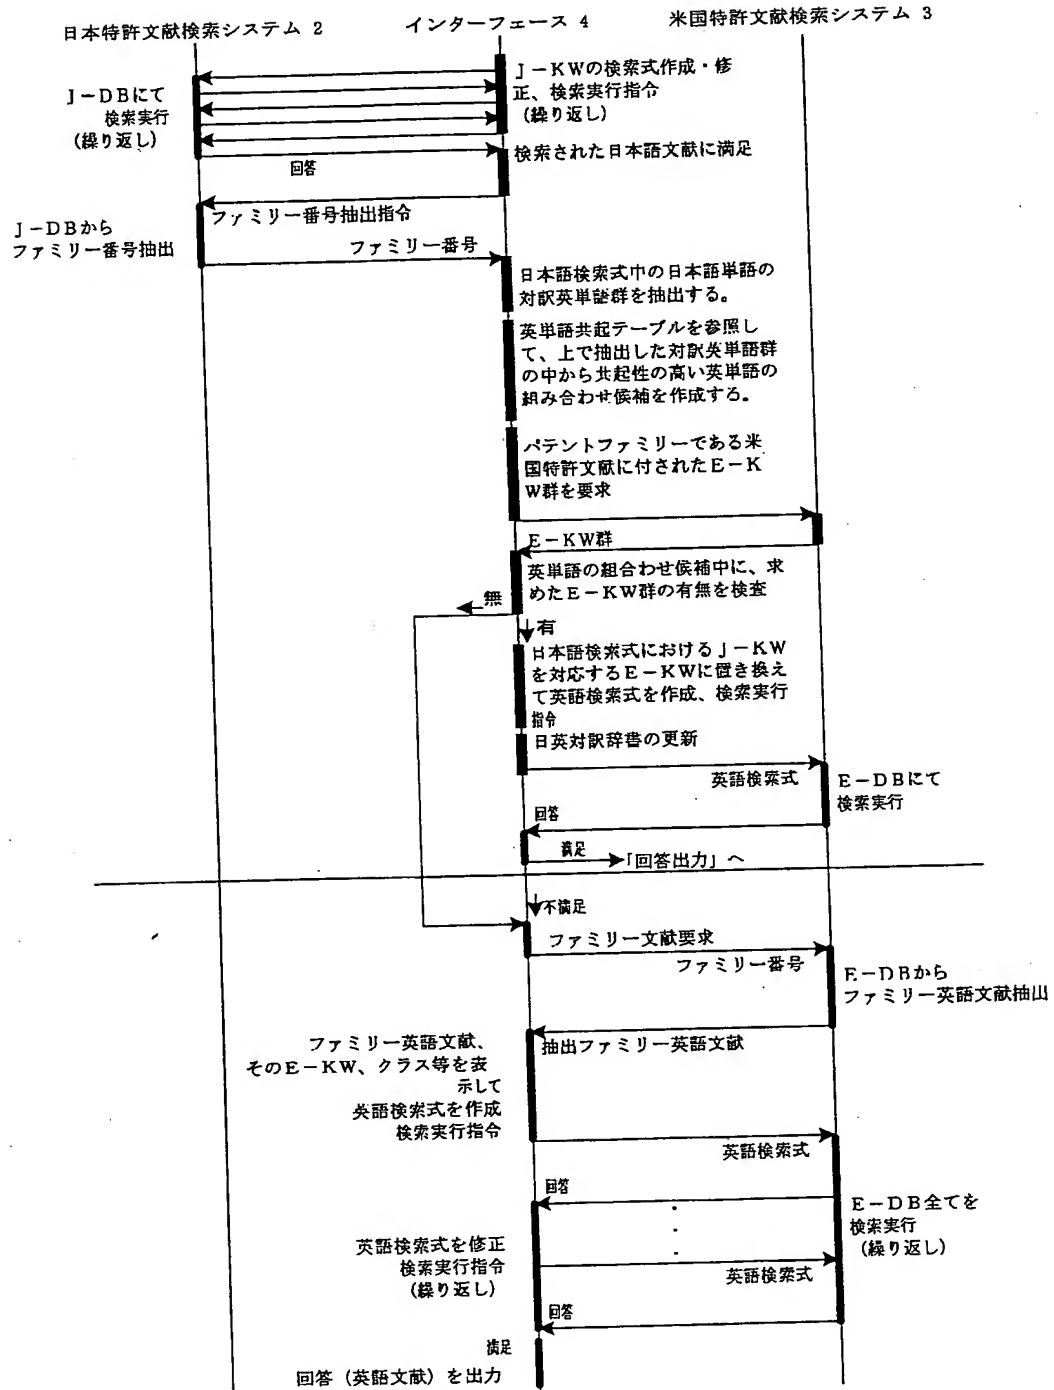 日本特許文献検索システム 2
インターフェース 4
米国特許文献検索システム 3
J－KWの検索式作成・修
正、検索実行指令
(繰り返し)
J－DBにて
検索実行
(繰り返し)
回答
検索された日本語文献に満足
ファミリー番号抽出指令
J－DBから
ファミリー番号抽出
ファミリー番号
日本語検索式中の日本語単語の
対訳英単語群を抽出する。
英単語共起テーブルを参照し
て、上で抽出した対訳英単語群
の中から共起性の高い英単語の
組み合わせ候補を作成する。
パテントファミリーである米
国特許文献に付されたE－K
W群を要求
E－KW群
英単語の組合わせ候補中に、求
めたE－KW群の有無を検査
無
有
日本語検索式におけるJ－KW
を対応するE－KWに置き換え
て英語検索式を作成、検索実行
指令
日英対訳辞書の更新
英語検索式
E－DBにて
検索実行
回答
満足
「回答出力」へ
不満足
ファミリー文献要求
ファミリー番号
E－DBから
ファミリー英語文献抽出
抽出ファミリー英語文献
ファミリー英語文献、
そのE－KW、クラス等を表
示して
英語検索式を作成
検索実行指令
英語検索式
回答
E－DB全てを
検索実行
(繰り返し)
英語検索式を修正
検索実行指令
(繰り返し)
英語検索式
回答
満足
回答（英語文献）を出力